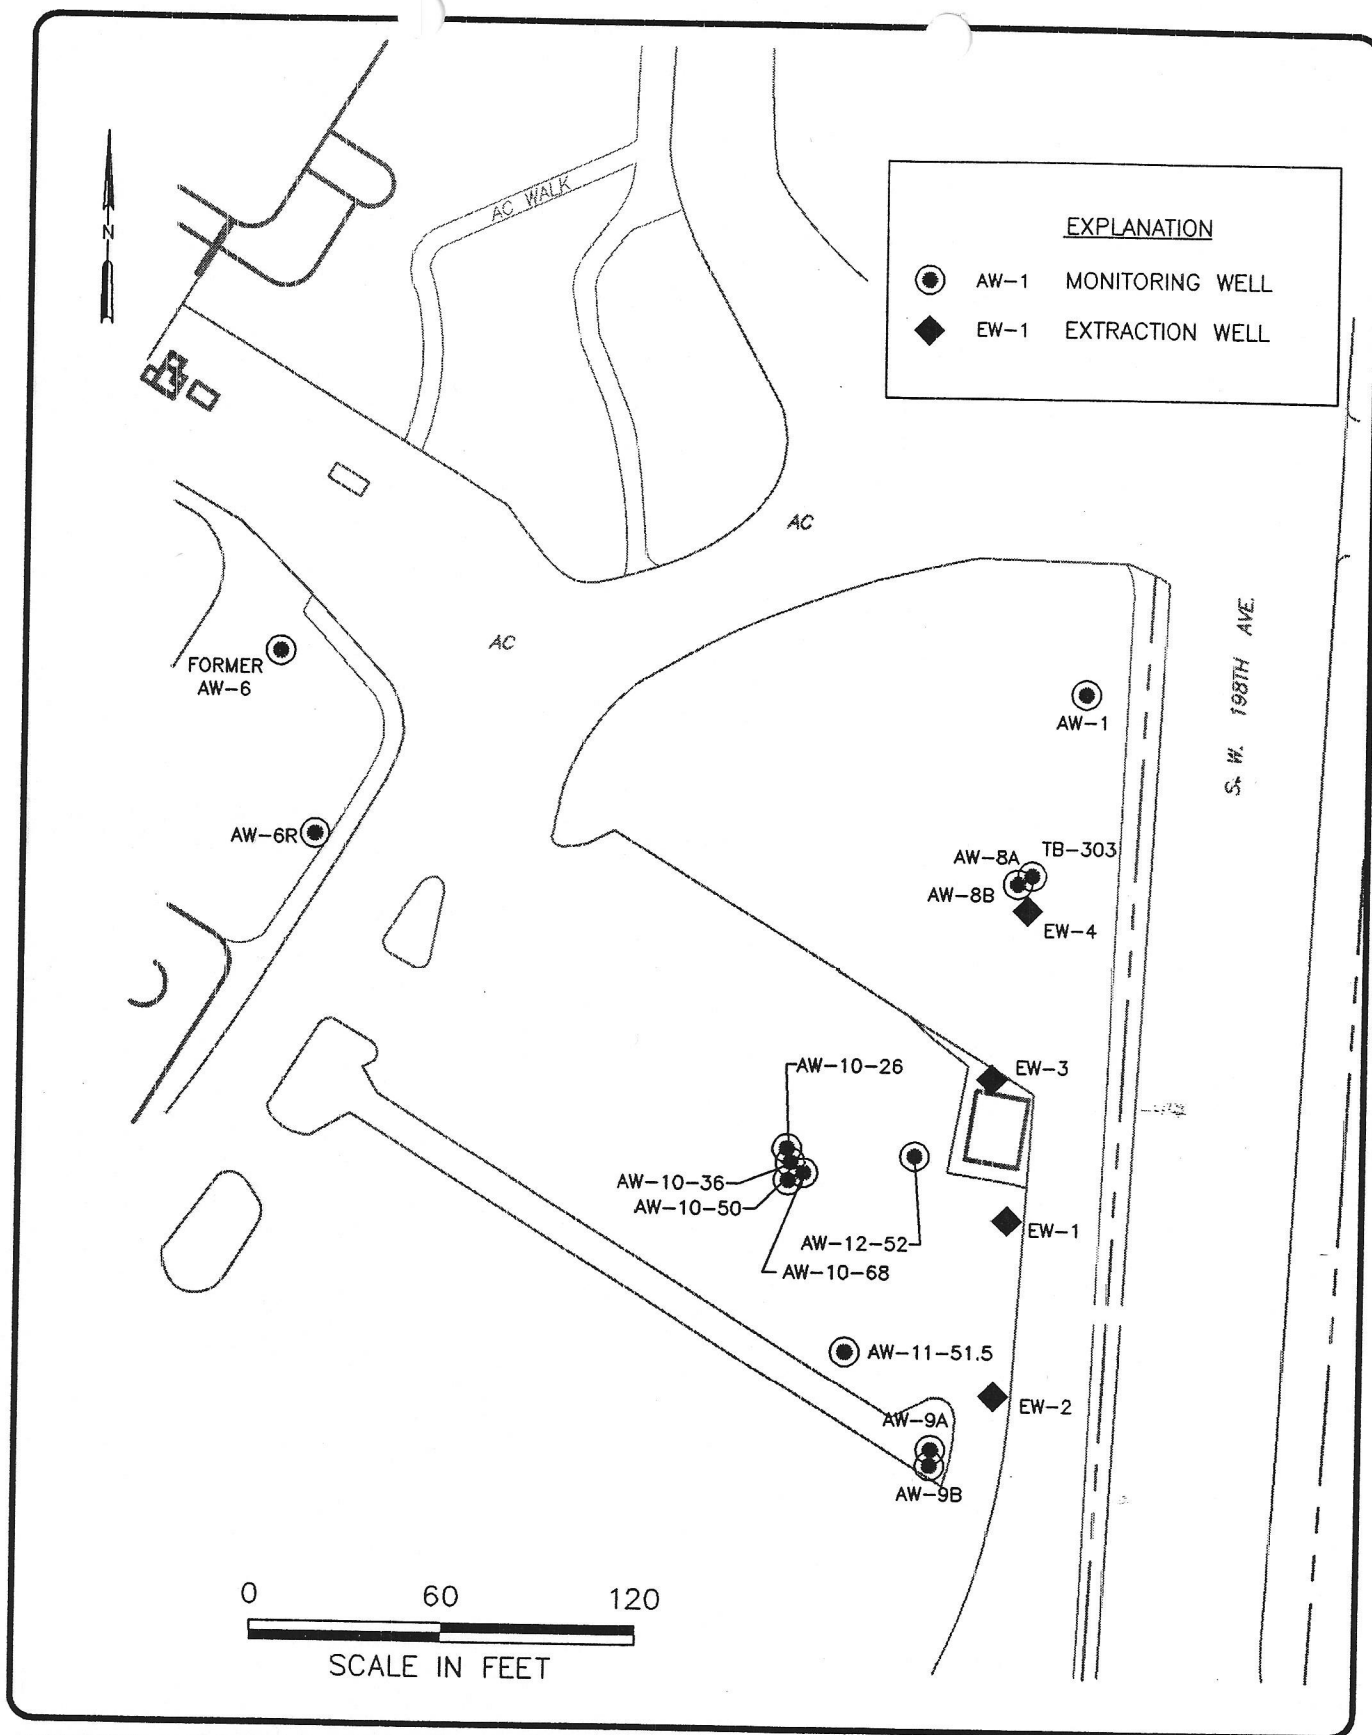 AC WALK
N
EXPLANATION
AW-1 MONITORING WELL
EW-1 EXTRACTION WELL
AC
S. W. 198TH AVE.
AC
FORMER
AW-6
AW-1
AW-6R
AW-8A
TB-303
AW-8B
EW-4
AW-10-26
EW-3
AW-10-36
AW-10-50
EW-1
AW-12-52
AW-10-68
AW-11-51.5
EW-2
AW-9A
AW-9B
0 60 120
SCALE IN FEET